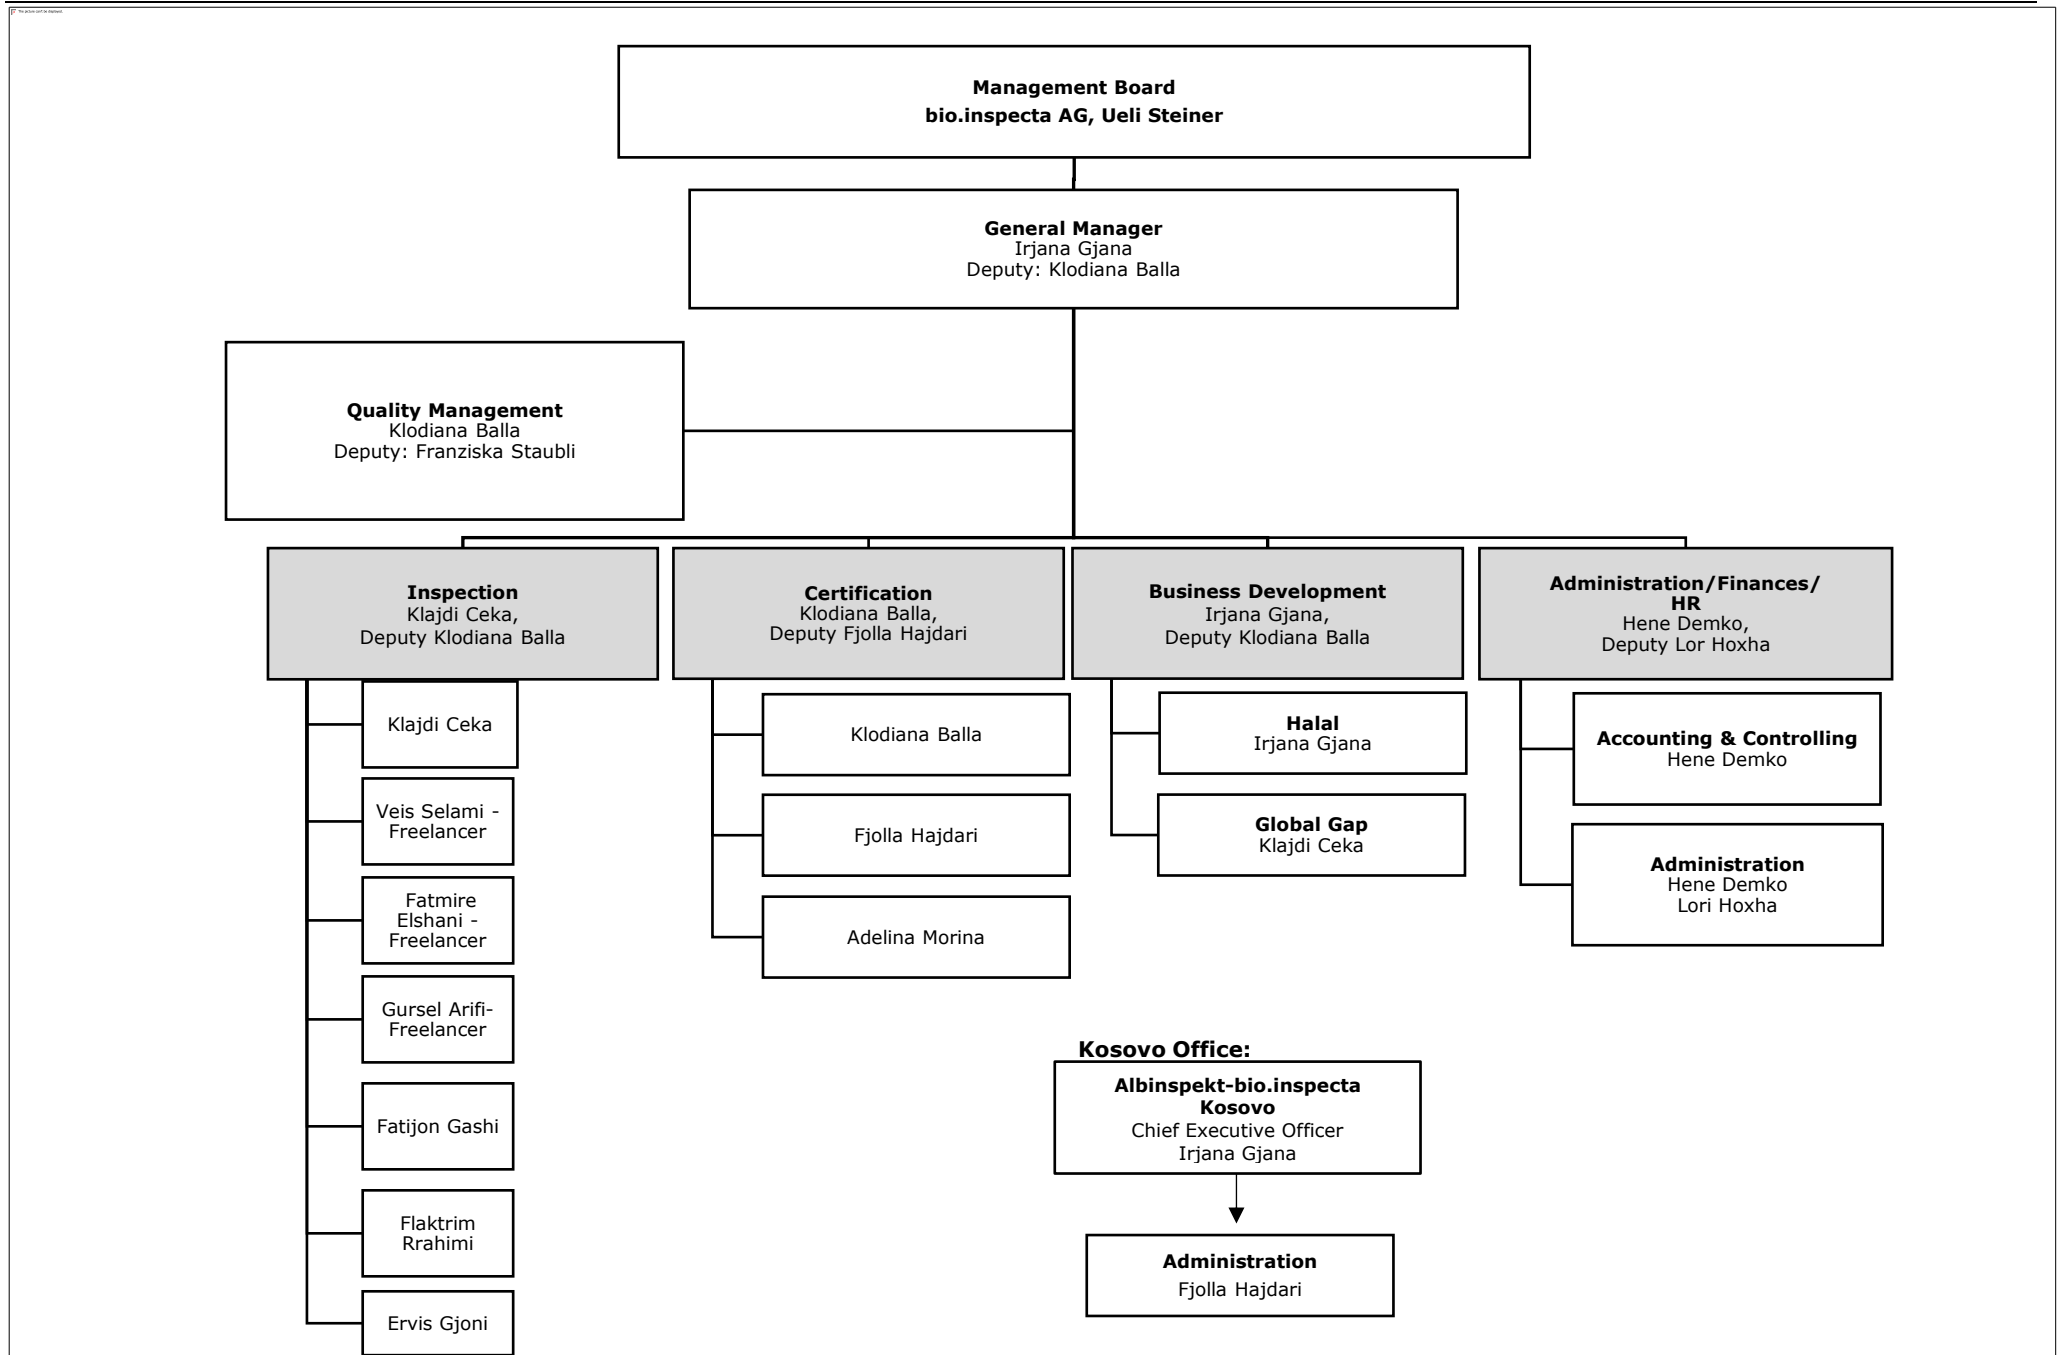 The picture can't be displayed.
Management Board
bio.inspecta AG, Ueli Steiner
General Manager
Irjana Gjana
Deputy: Klodiana Balla
Quality Management
Klodiana Balla
Deputy: Franziska Staubli
Inspection
Klajdi Ceka,
Deputy Klodiana Balla
Klajdi Ceka
Veis Selami -
Freelancer
Fatmire
Elshani -
Freelancer
Gursel Arifi-
Freelancer
Fatijon Gashi
Flaktrim
Rrahimi
Ervis Gjoni
Certification
Klodiana Balla,
Deputy Fjolla Hajdari
Klodiana Balla
Fjolla Hajdari
Adelina Morina
Business Development
Irjana Gjana,
Deputy Klodiana Balla
Halal
Irjana Gjana
Global Gap
Klajdi Ceka
Administration/Finances/
HR
Hene Demko,
Deputy Lor Hoxha
Accounting & Controlling
Hene Demko
Administration
Hene Demko
Lori Hoxha
Kosovo Office:
Albinspekt-bio.inspecta
Kosovo
Chief Executive Officer
Irjana Gjana
Administration
Fjolla Hajdari